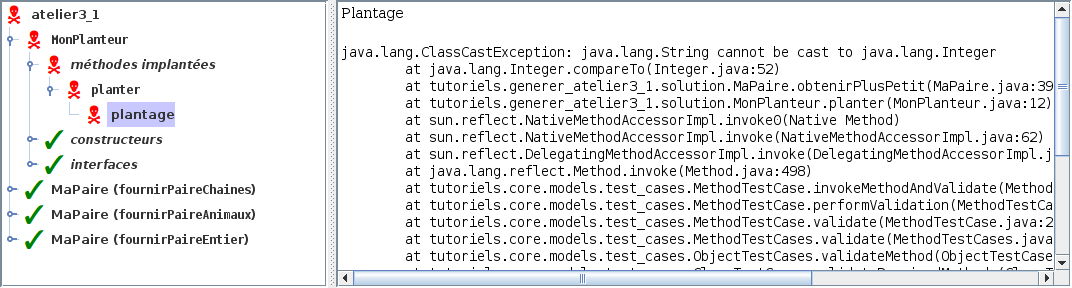 atelier3_1
MonPlanteur
méthodes implantées
planter
plantage
constructeurs
interfaces
MaPaire (fournirPaireChaines)
MaPaire (fournirPaireAnimaux)
MaPaire (fournirPaireEntier)
Plantage
java.lang.ClassCastException: java.lang.String cannot be cast to java.lang.Integer
at java.lang.Integer.compareTo(Integer.java:52)
at tutoriels.generer_atelier3_1.solution.MaPaire.obtenirPlusPetit(MaPaire.java:39
at tutoriels.generer_atelier3_1.solution.MonPlanteur.planter(MonPlanteur.java:12)
at sun.reflect.NativeMethodAccessorImpl.invoke0(Native Method)
at sun.reflect.NativeMethodAccessorImpl.invoke(NativeMethodAccessorImpl.java:62)
at sun.reflect.DelegatingMethodAccessorImpl.invoke(DelegatingMethodAccessorImpl.j
at java.lang.reflect.Method.invoke(Method.java:498)
at tutoriels.core.models.test_cases.MethodTestCase.invokeMethodAndValidate(Method
at tutoriels.core.models.test_cases.MethodTestCase.performValidation(MethodTestCa
at tutoriels.core.models.test_cases.MethodTestCase.validate(MethodTestCase.java:2
at tutoriels.core.models.test_cases.MethodTestCases.validate(MethodTestCases.java
at tutoriels.core.models.test_cases.ObjectTestCases.validateMethod(ObjectTestCase